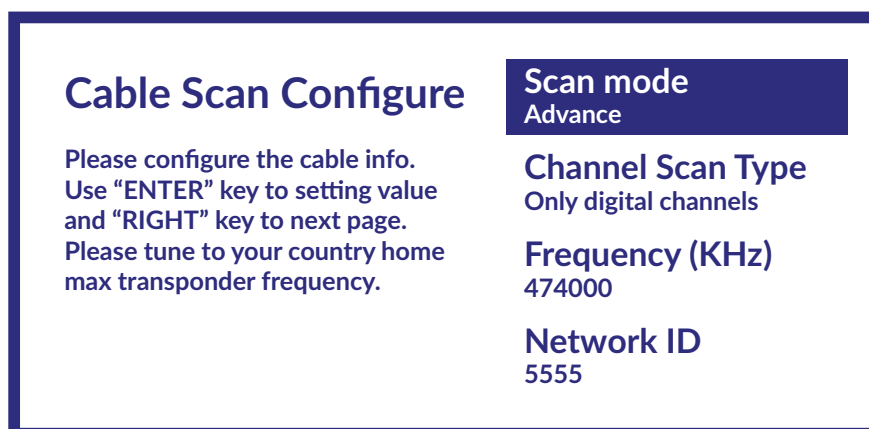 Cable Scan Configure
Please configure the cable info.
Use “ENTER” key to setting value
and “RIGHT” key to next page.
Please tune to your country home
max transponder frequency.
Scan mode
Advance
Channel Scan Type
Only digital channels
Frequency (KHz)
474000
Network ID
5555